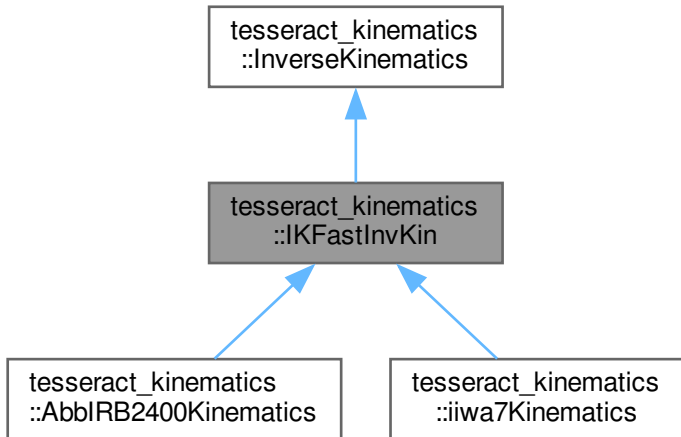 tesseract_kinematics
::InverseKinematics
tesseract_kinematics
::IKFastInvKin
tesseract_kinematics
::AbbIRB2400Kinematics
tesseract_kinematics
::iiwa7Kinematics